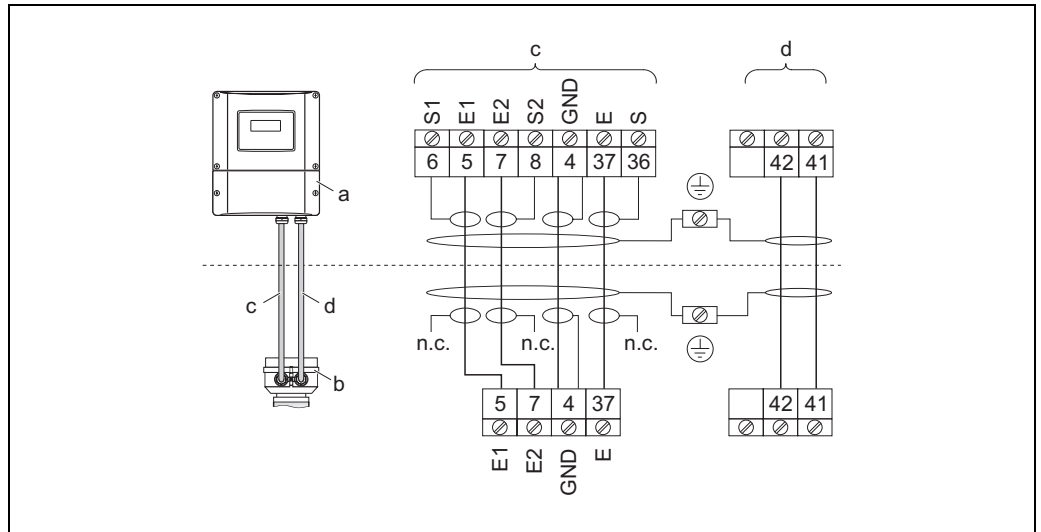 c d
S1 E1 E2 S2 GND E S
6 5 7 8 4 37 36
42 41
a
c d
n.c. n.c. n.c.
b
5 7 4 37
42 41
E1 E2 GND E